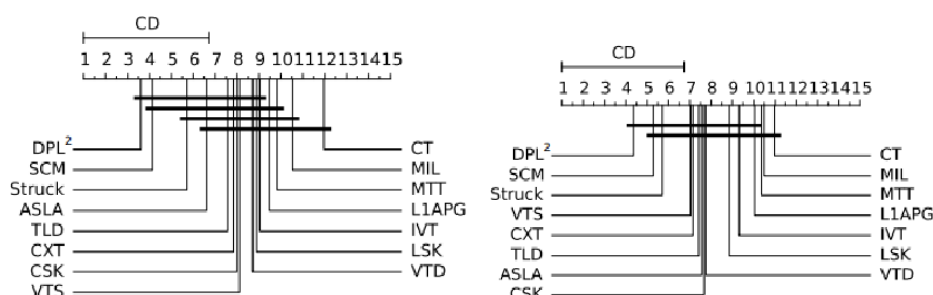 CD
1 2 3 4 5 6 7 8 9 10 11 12 13 14 15
DPL²
SCM
Struck
ASLA
TLD
CXT
CSK
VTS
CT
MIL
MTT
L1APG
IVT
LSK
VTD
CD
1 2 3 4 5 6 7 8 9 10 11 12 13 14 15
DPL²
SCM
Struck
VTS
CXT
TLD
ASLA
CSK
CT
MIL
MTT
L1APG
IVT
LSK
VTD